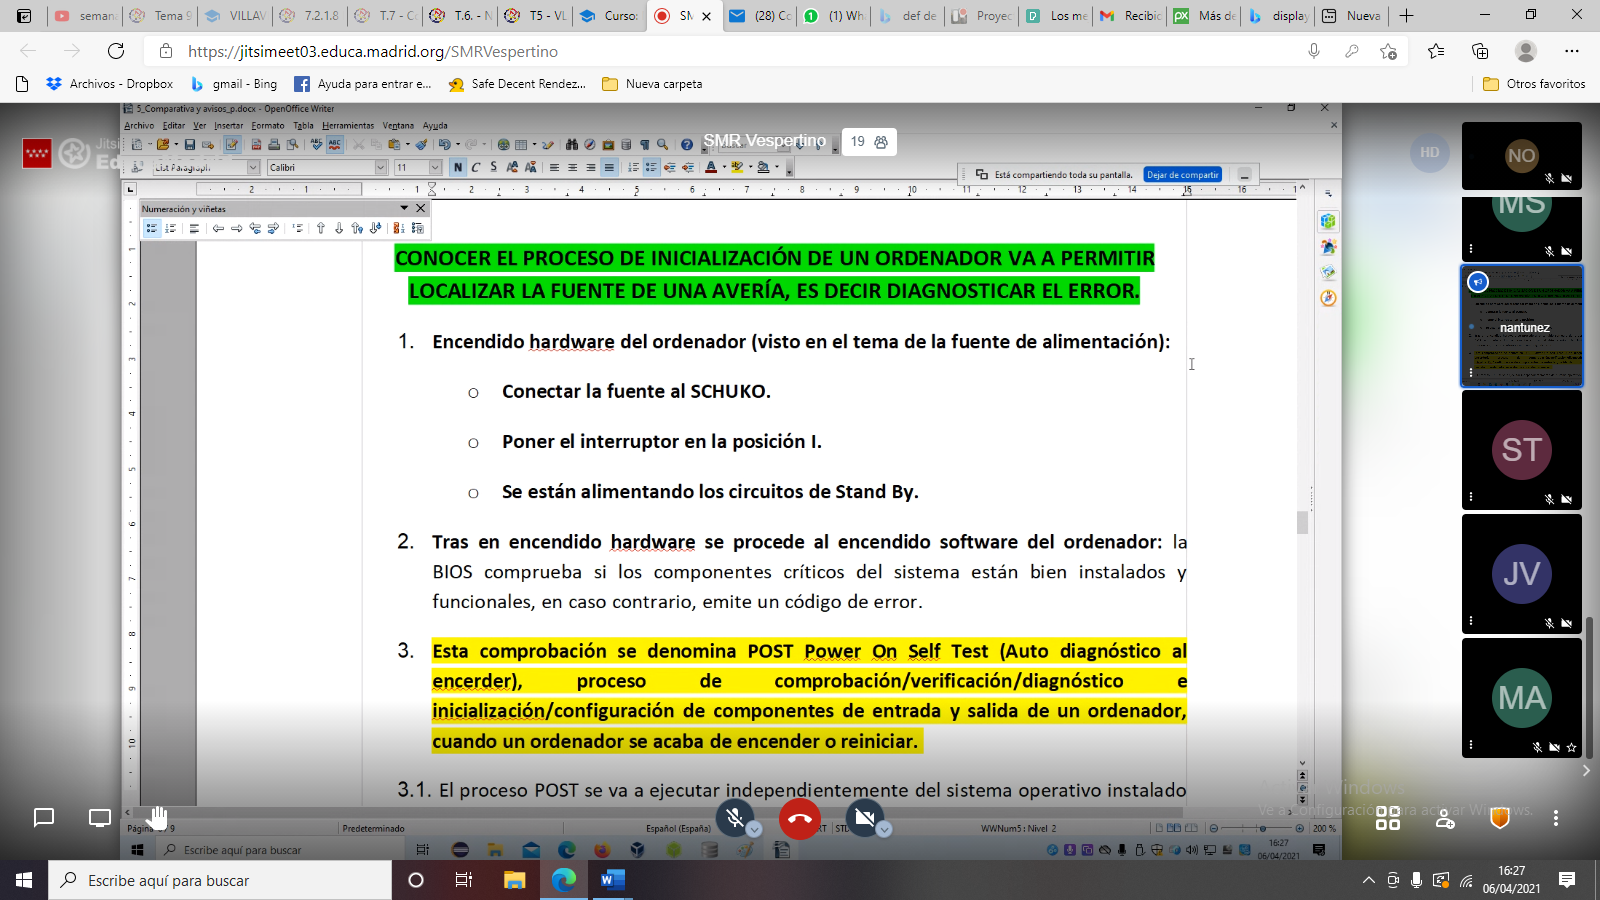 semana
Tema 9
VILLAV
7.2.1.8
T.7 - Co
T.6. - N
T5 - VL
Curso:
SM
(28) Co
(1) Wh
def de
Proyec
Los me
Recibid
Más de
display
Nueva
https://jitsimeet03.educa.madrid.org/SMRVespertino
Archivos - Dropbox
gmail - Bing
Ayuda para entrar e...
Safe Decent Rendez...
Nueva carpeta
Otros favoritos
5_Comparativa y avisos_p.docx - OpenOffice Writer
Archivo Editar Ver Insertar Formato Tabla Herramientas Ventana Ayuda
SMR Vespertino 19
List Paragraph Calibri 11
Está compartiendo toda su pantalla. Dejar de compartir
Numeración y viñetas
CONOCER EL PROCESO DE INICIALIZACIÓN DE UN ORDENADOR VA A PERMITIR
LOCALIZAR LA FUENTE DE UNA AVERÍA, ES DECIR DIAGNOSTICAR EL ERROR.
1. Encendido hardware del ordenador (visto en el tema de la fuente de alimentación):
o Conectar la fuente al SCHUKO.
o Poner el interruptor en la posición I.
o Se están alimentando los circuitos de Stand By.
2. Tras en encendido hardware se procede al encendido software del ordenador: la
BIOS comprueba si los componentes críticos del sistema están bien instalados y
funcionales, en caso contrario, emite un código de error.
3. Esta comprobación se denomina POST Power On Self Test (Auto diagnóstico al
encerder), proceso de comprobación/verificación/diagnóstico e
inicialización/configuración de componentes de entrada y salida de un ordenador,
cuando un ordenador se acaba de encender o reiniciar.
3.1. El proceso POST se va a ejecutar independientemente del sistema operativo instalado
HD
NO
MS
nantunez
ST
JV
MA
Windows
Ve a Configuración para activar Windows.
Predeterminado
Español (España)
WWNum5 : Nivel 2
200 %
Escribe aquí para buscar
16:27
06/04/2021
Escribe aquí para buscar
16:27
06/04/2021